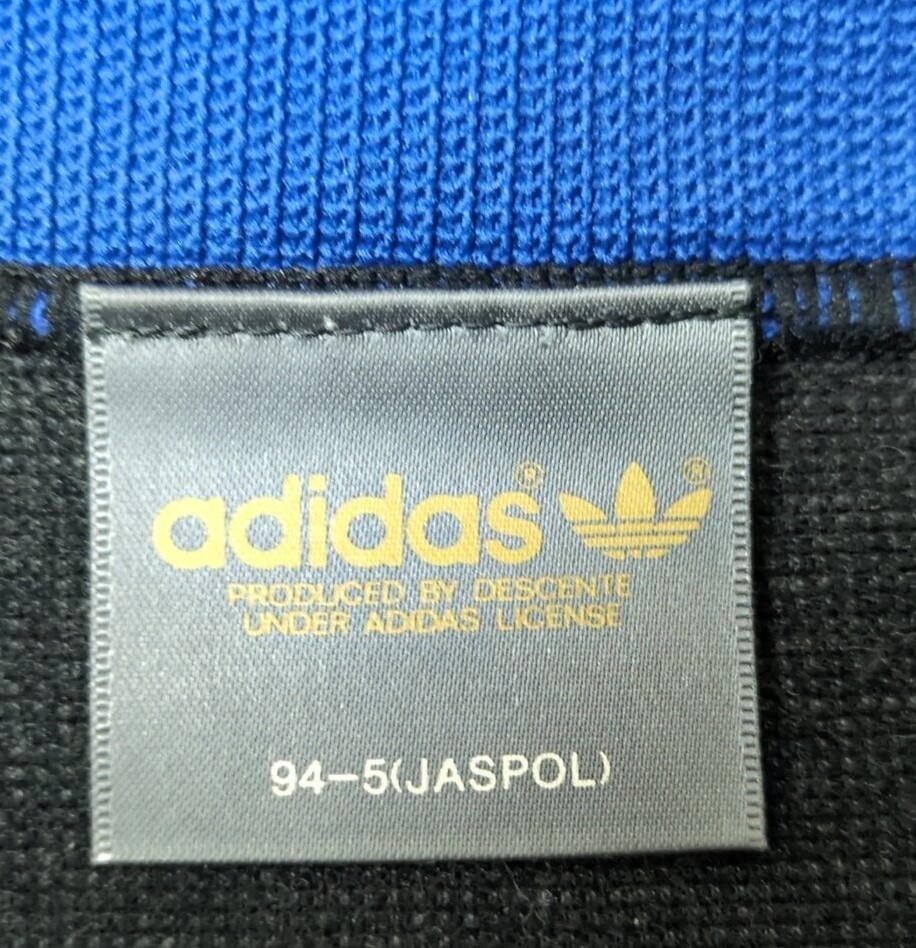 adidas®
®
PRODUCED BY DESCENTE
UNDER ADIDAS LICENSE
94-5(JASPOL)